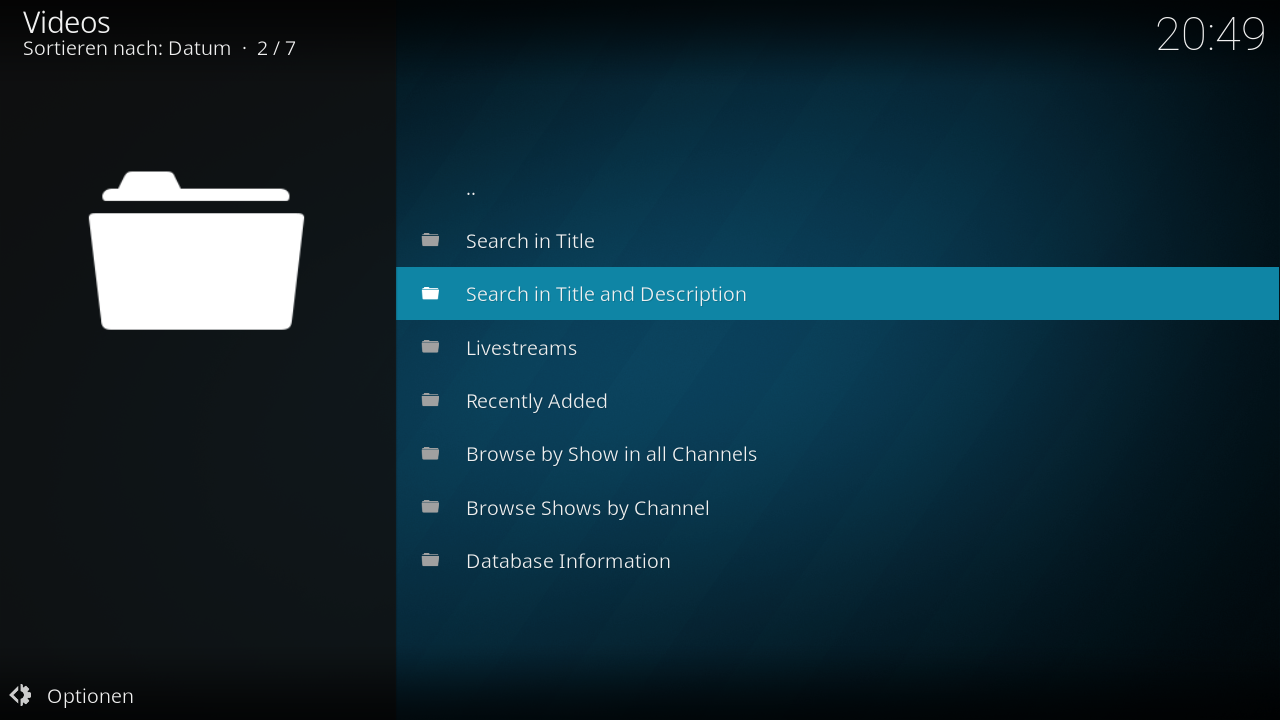 Videos
Sortieren nach: Datum · 2 / 7
20:49
..
Search in Title
Search in Title and Description
Livestreams
Recently Added
Browse by Show in all Channels
Browse Shows by Channel
Database Information
Optionen